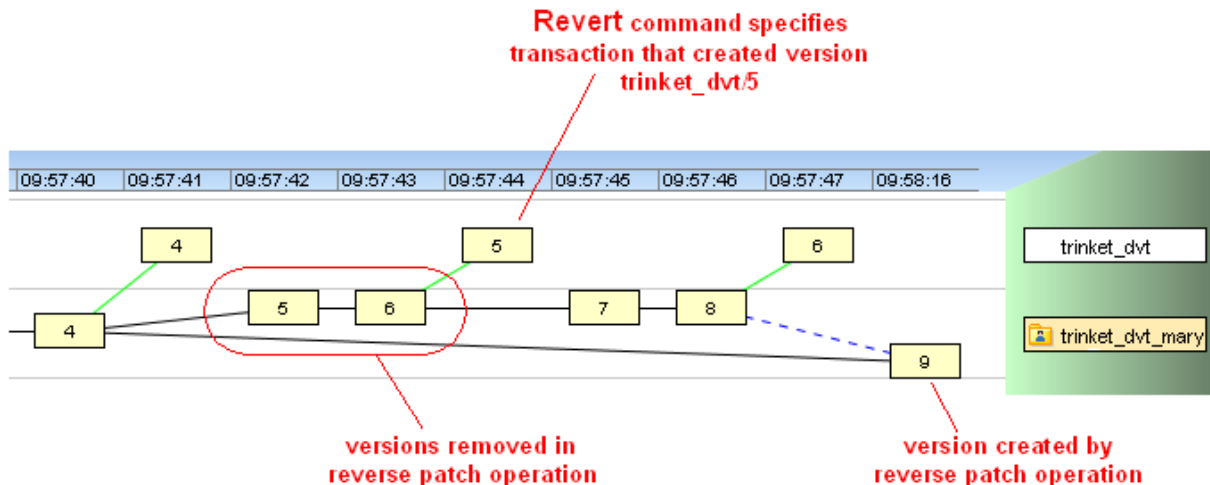 Revert command specifies
transaction that created version
trinket_dvt/5
09:57:40 09:57:41 09:57:42 09:57:43 09:57:44 09:57:45 09:57:46 09:57:47 09:58:16
4 5 6 trinket_dvt
5 6 7 8
4 trinket_dvt_mary
9
versions removed in
reverse patch operation
version created by
reverse patch operation